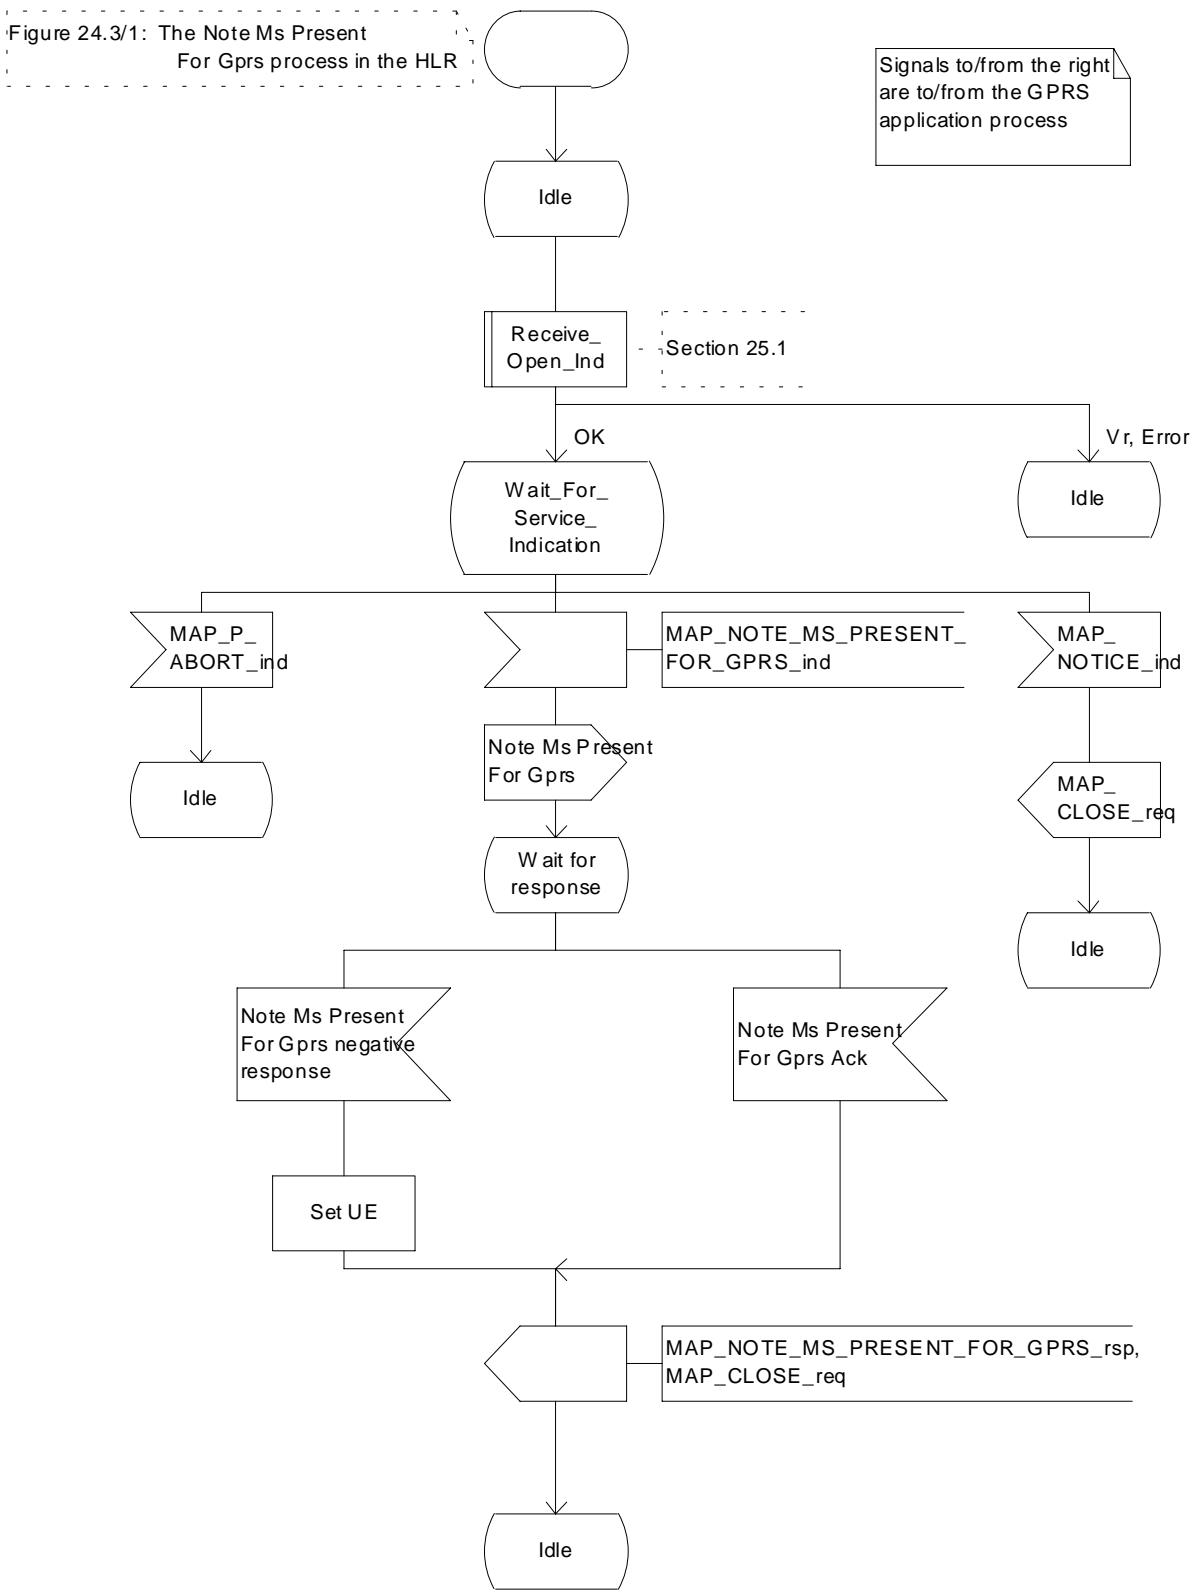 Figure 24.3/1: The Note Ms Present
For Gprs process in the HLR
Signals to/from the right
are to/from the GPRS
application process
Idle
Receive_
Open_Ind
Section 25.1
OK
Vr, Error
Wait_For_
Service_
Indication
Idle
MAP_P_
ABORT_ind
MAP_NOTE_MS_PRESENT_
FOR_GPRS_ind
MAP_
NOTICE_ind
Note Ms Present
For Gprs
Idle
MAP_
CLOSE_req
Wait for
response
Idle
Note Ms Present
For Gprs negative
response
Note Ms Present
For Gprs Ack
Set UE
MAP_NOTE_MS_PRESENT_FOR_GPRS_rsp,
MAP_CLOSE_req
Idle